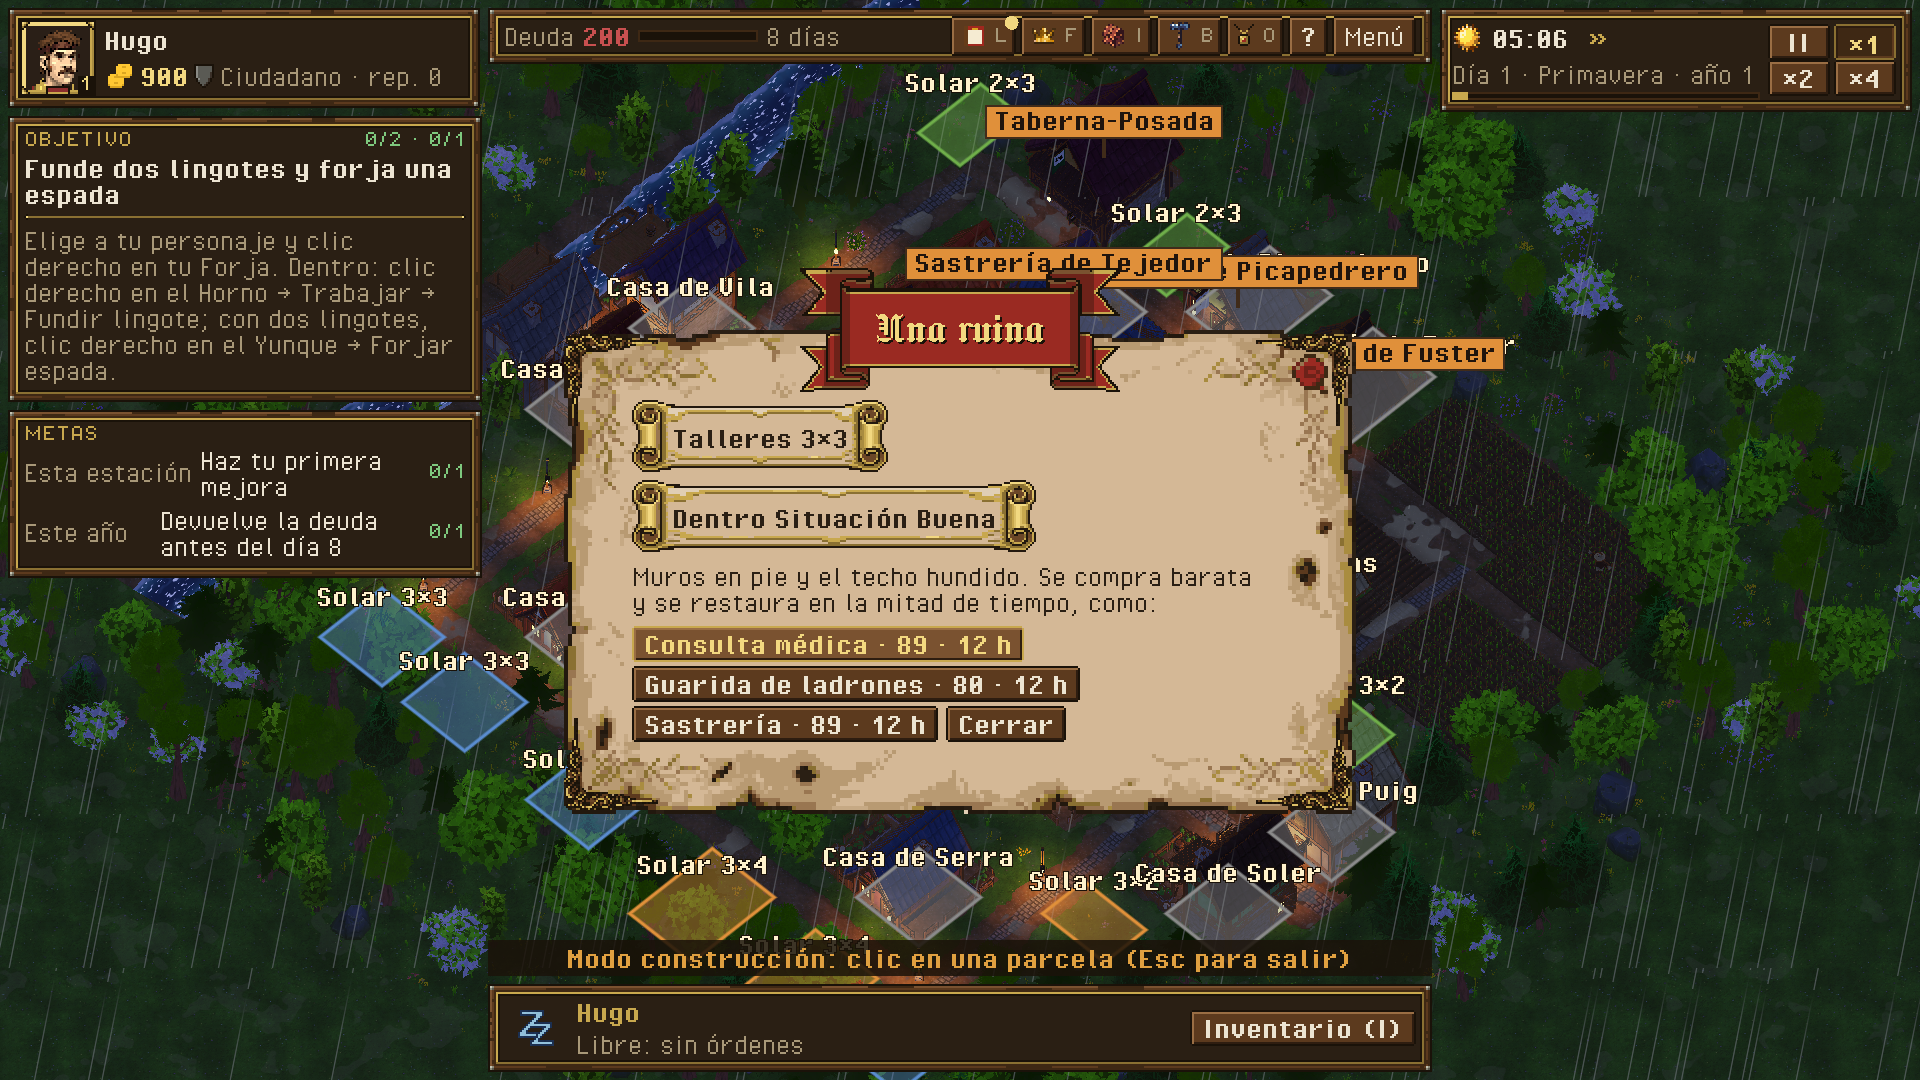 Hugo
900 Ciudadano · rep. 0
1
Deuda 200 8 días
L F I B O ? Menú
05:06 »
Día 1 · Primavera · año 1
×1
×2 ×4
OBJETIVO 0/2 · 0/1
Funde dos lingotes y forja una
espada
Elige a tu personaje y clic
derecho en tu Forja. Dentro: clic
derecho en el Horno → Trabajar →
Fundir lingote; con dos lingotes,
clic derecho en el Yunque → Forjar
espada.
METAS
Esta estación Haz tu primera mejora 0/1
Este año Devuelve la deuda antes del día 8 0/1
Solar 2×3
Taberna-Posada
Solar 2×3
Sastrería de Tejedor
Picapedrero
Casa de Vila
de Fuster
Casa
Una ruina
Talleres 3×3
Dentro Situación Buena
Muros en pie y el techo hundido. Se compra barata
y se restaura en la mitad de tiempo, como:
Consulta médica · 89 · 12 h
Guarida de ladrones · 80 · 12 h
Sastrería · 89 · 12 h
Cerrar
Solar 3×3
Casa
Solar 3×3
3×2
Sol
Puig
Solar 3×4
Casa de Serra
Solar 3×2
Casa de Soler
Solar 3×4
Modo construcción: clic en una parcela (Esc para salir)
Hugo
Libre: sin órdenes
Inventario (I)